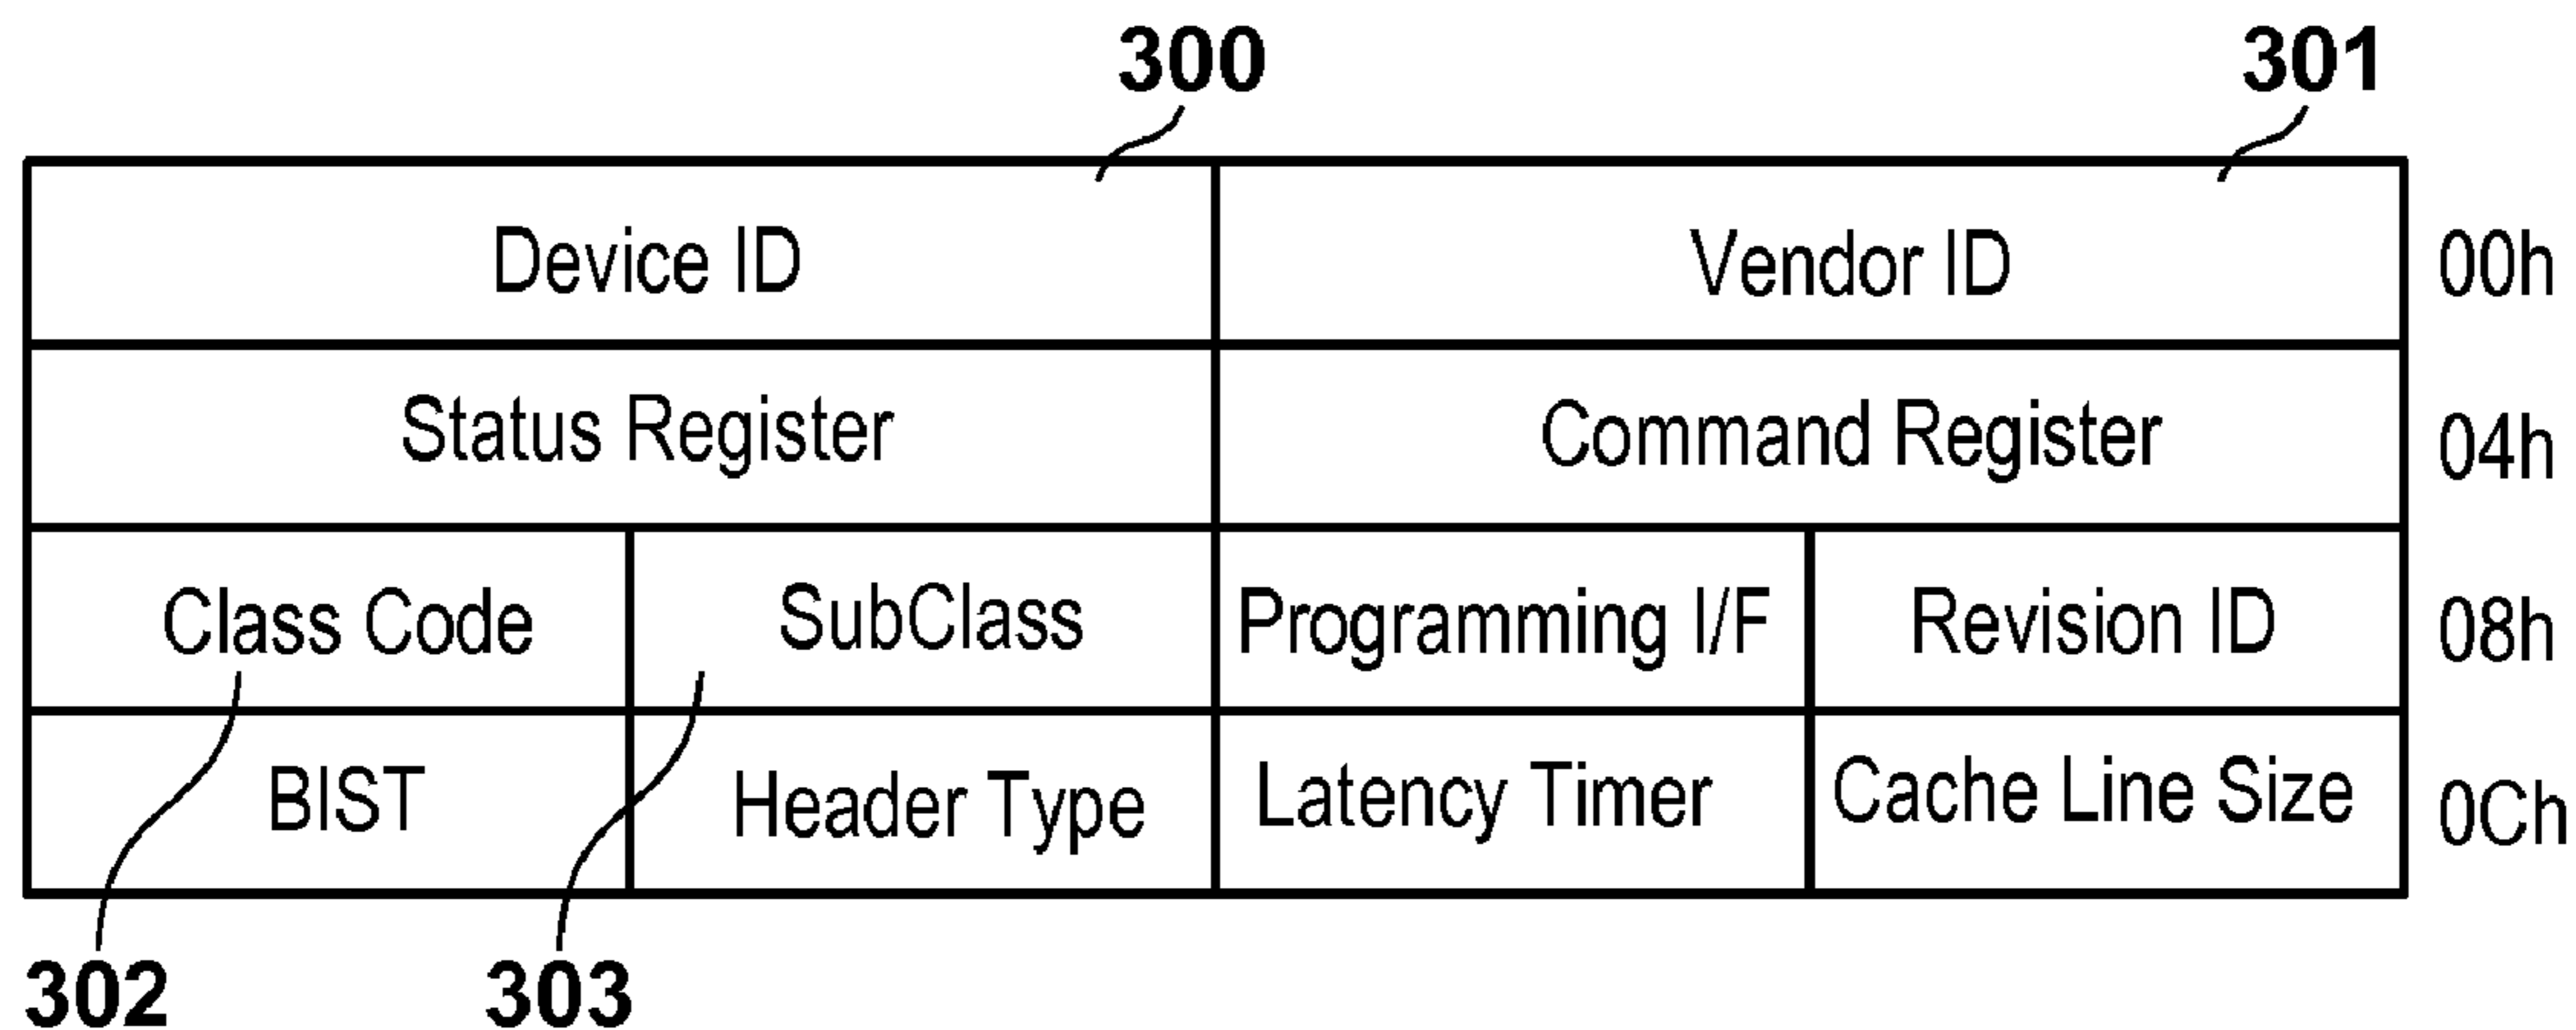 300 301
Device ID Vendor ID 00h
Status Register Command Register 04h
Class Code SubClass Programming I/F Revision ID 08h
BIST Header Type Latency Timer Cache Line Size 0Ch
302 303